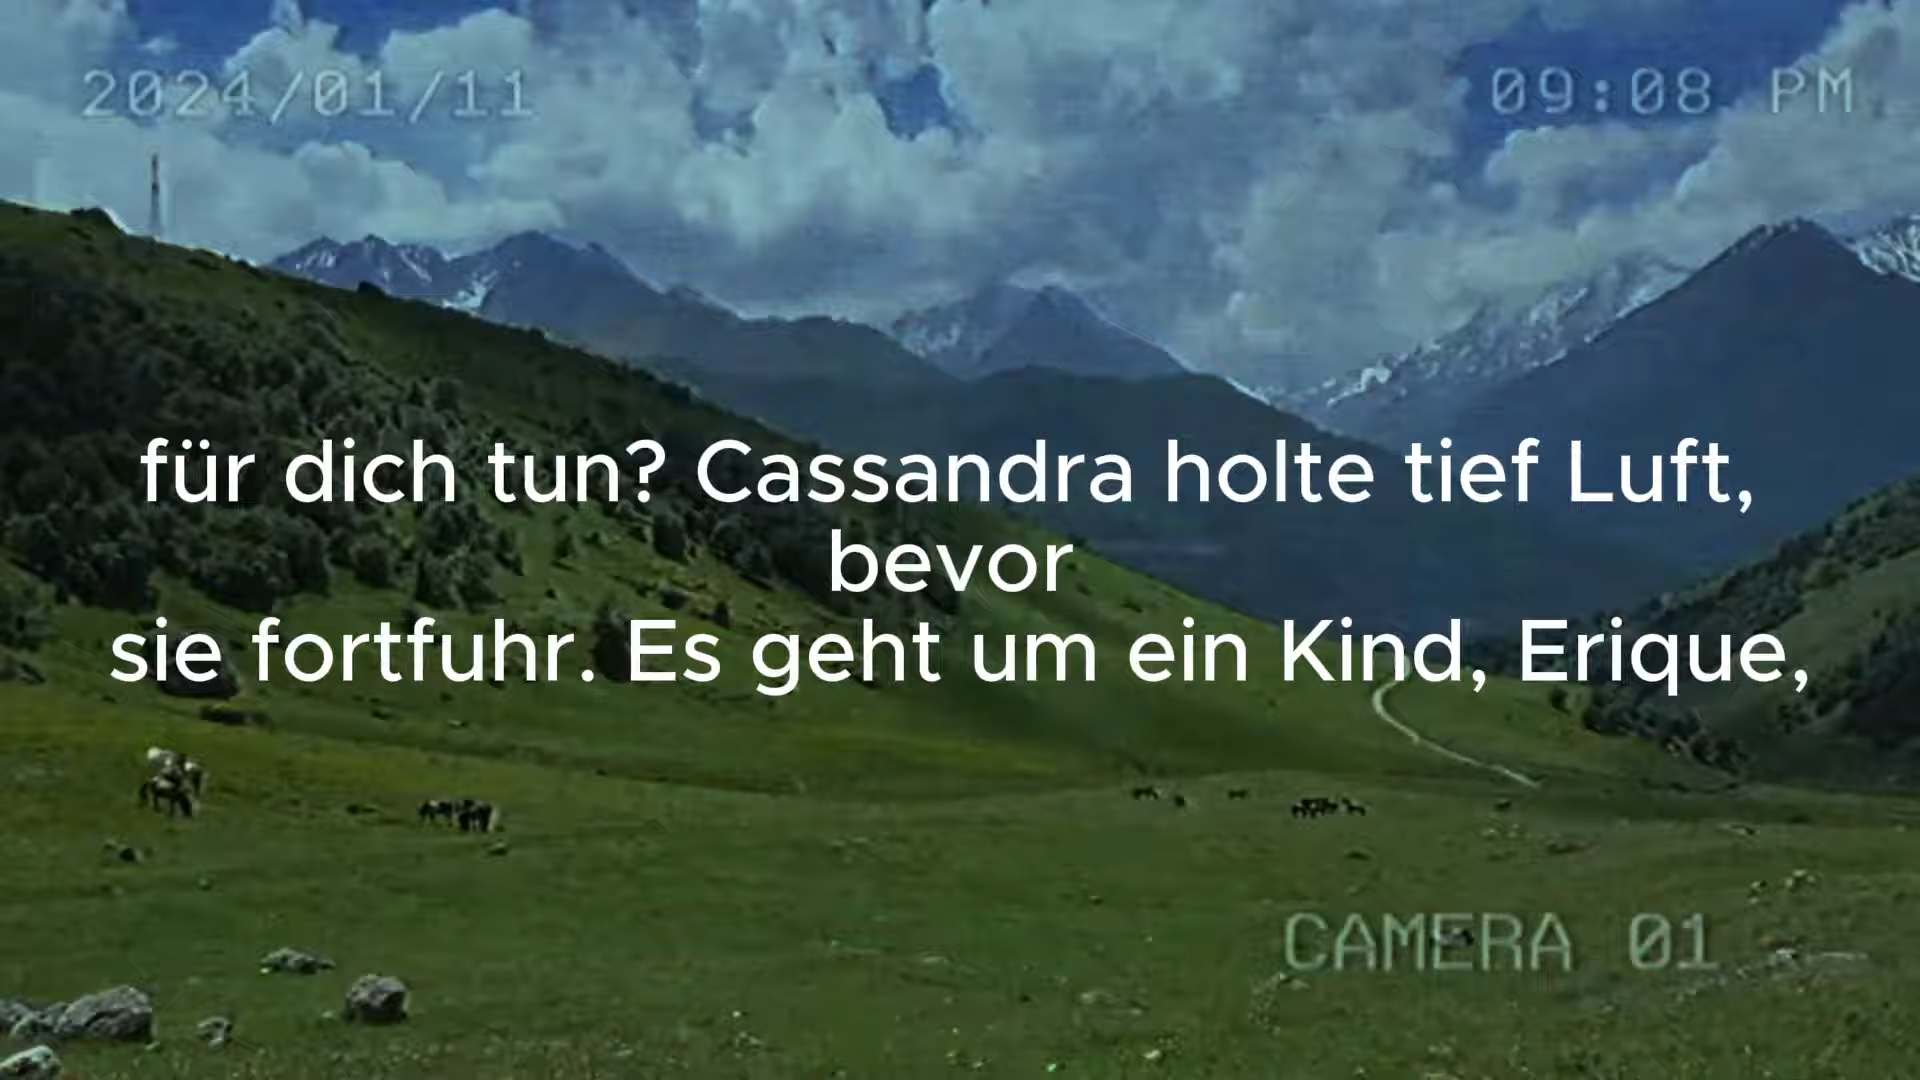 2024/01/11
09:08 PM
für dich tun? Cassandra holte tief Luft,
bevor
sie fortfuhr. Es geht um ein Kind, Erique,
CAMERA 01